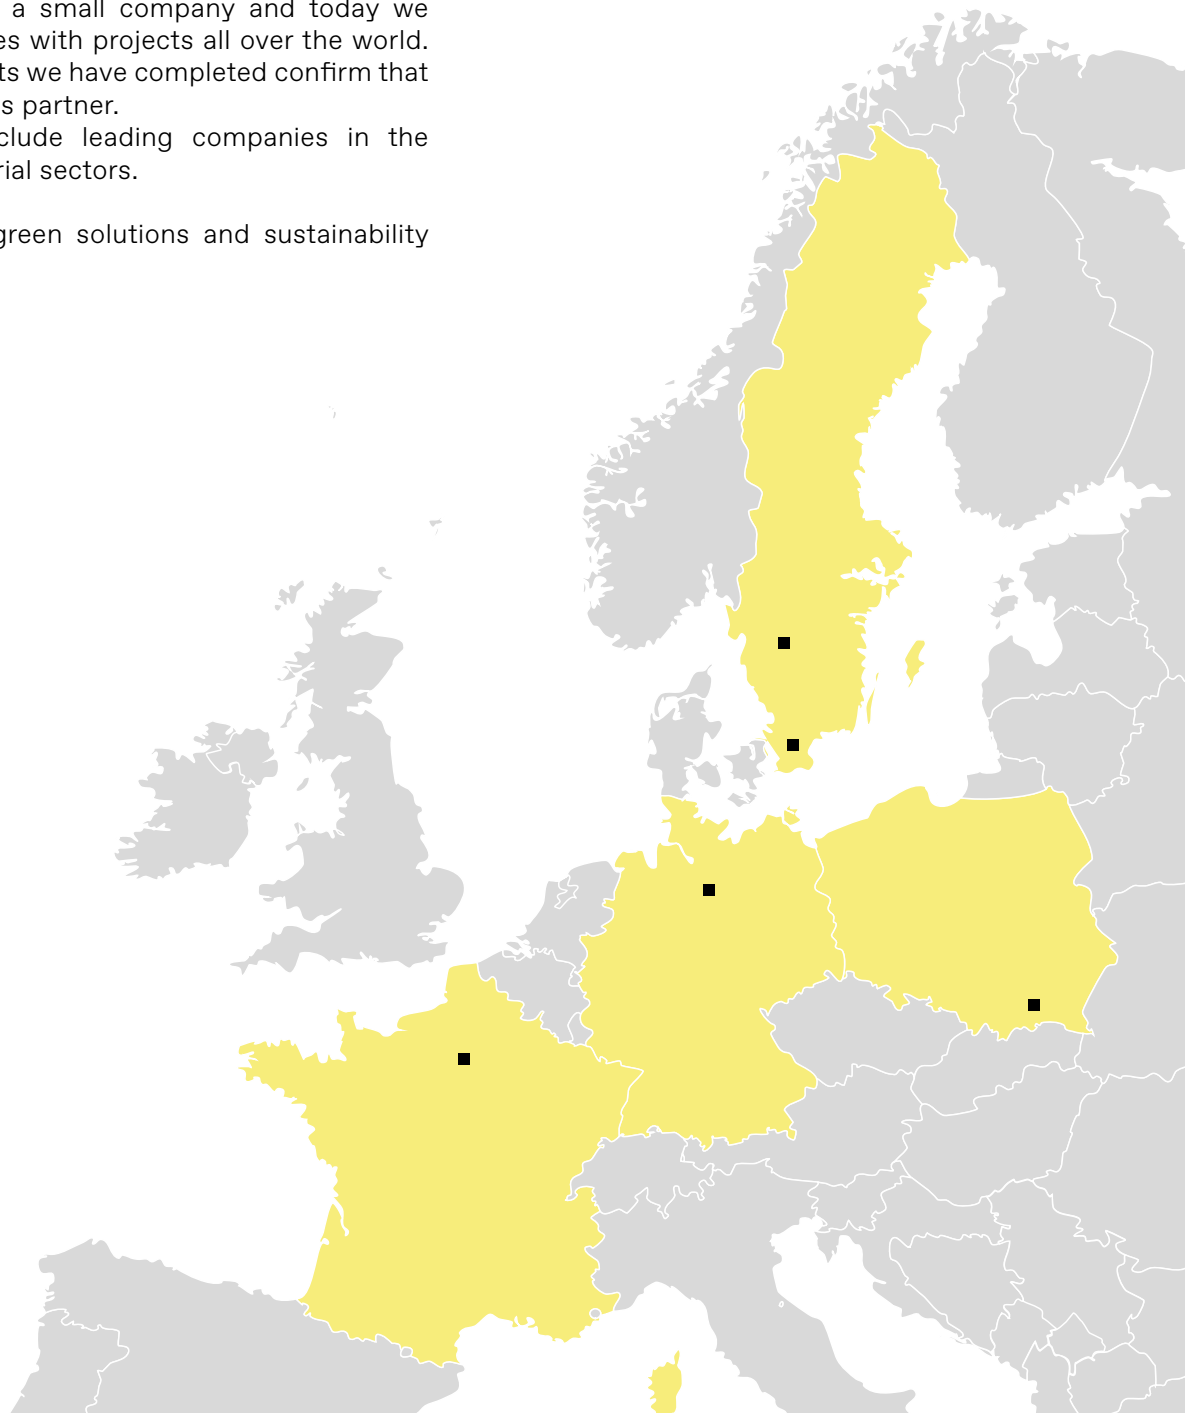 a small company and today we
es with projects all over the world.
ts we have completed confirm that
s partner.
clude leading companies in the
rial sectors.
green solutions and sustainability